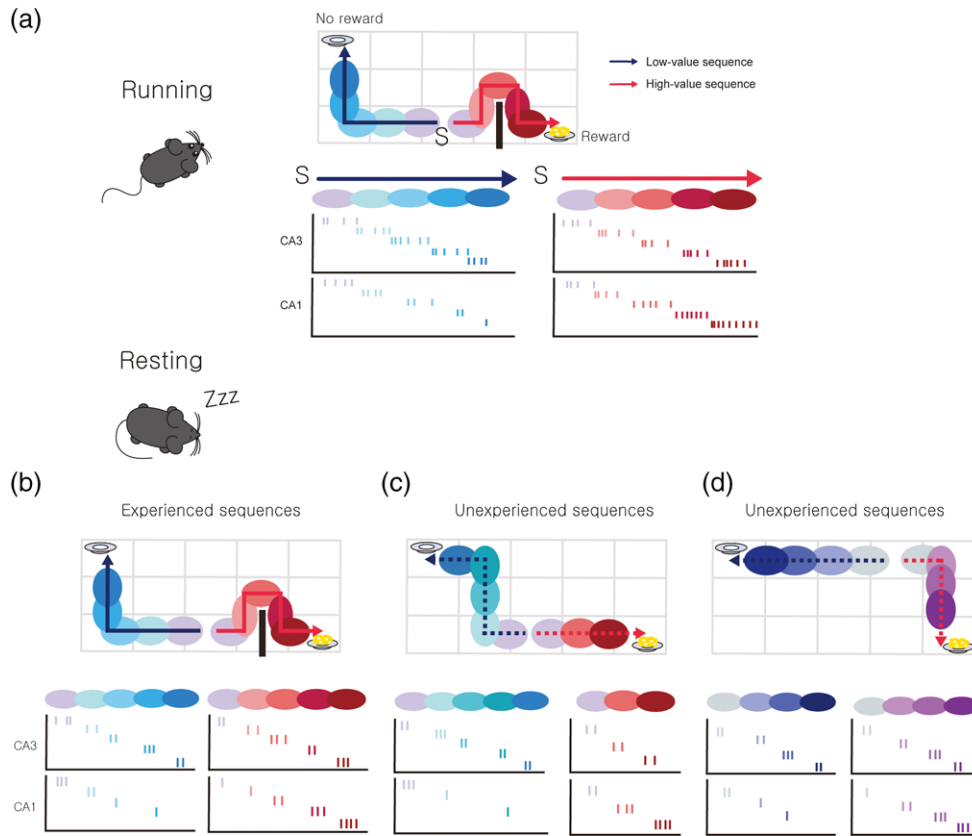 (a)
No reward
Running
Low-value sequence
High-value sequence
S
Reward
S
S
CA3
CA1
Resting
Zzz
(b)
(c)
(d)
Experienced sequences
Unexperienced sequences
Unexperienced sequences
CA3
CA1